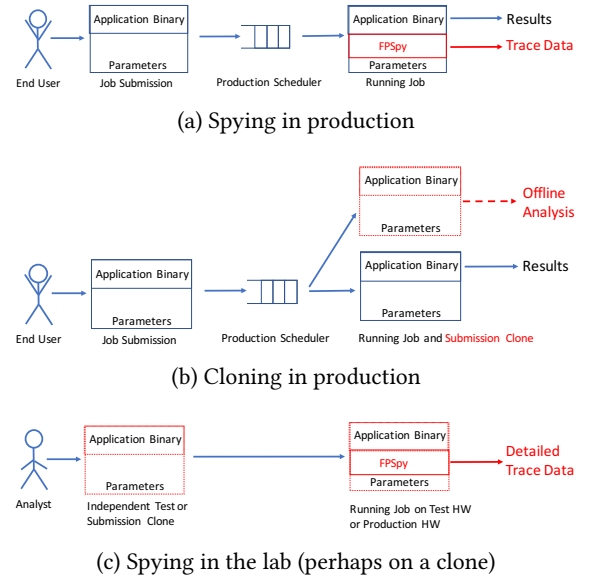 Application Binary
Parameters
End User
Job Submission
Production Scheduler
Application Binary
FPSpy
Parameters
Running Job
Results
Trace Data
(a) Spying in production
Application Binary
Offline
Analysis
Application Binary
Parameters
End User
Job Submission
Production Scheduler
Application Binary
Parameters
Results
Running Job and Submission Clone
(b) Cloning in production
Application Binary
Parameters
Analyst
Independent Test or
Submission Clone
Application Binary
FPSpy
Parameters
Detailed
Trace Data
Running Job on Test HW
or Production HW
(c) Spying in the lab (perhaps on a clone)